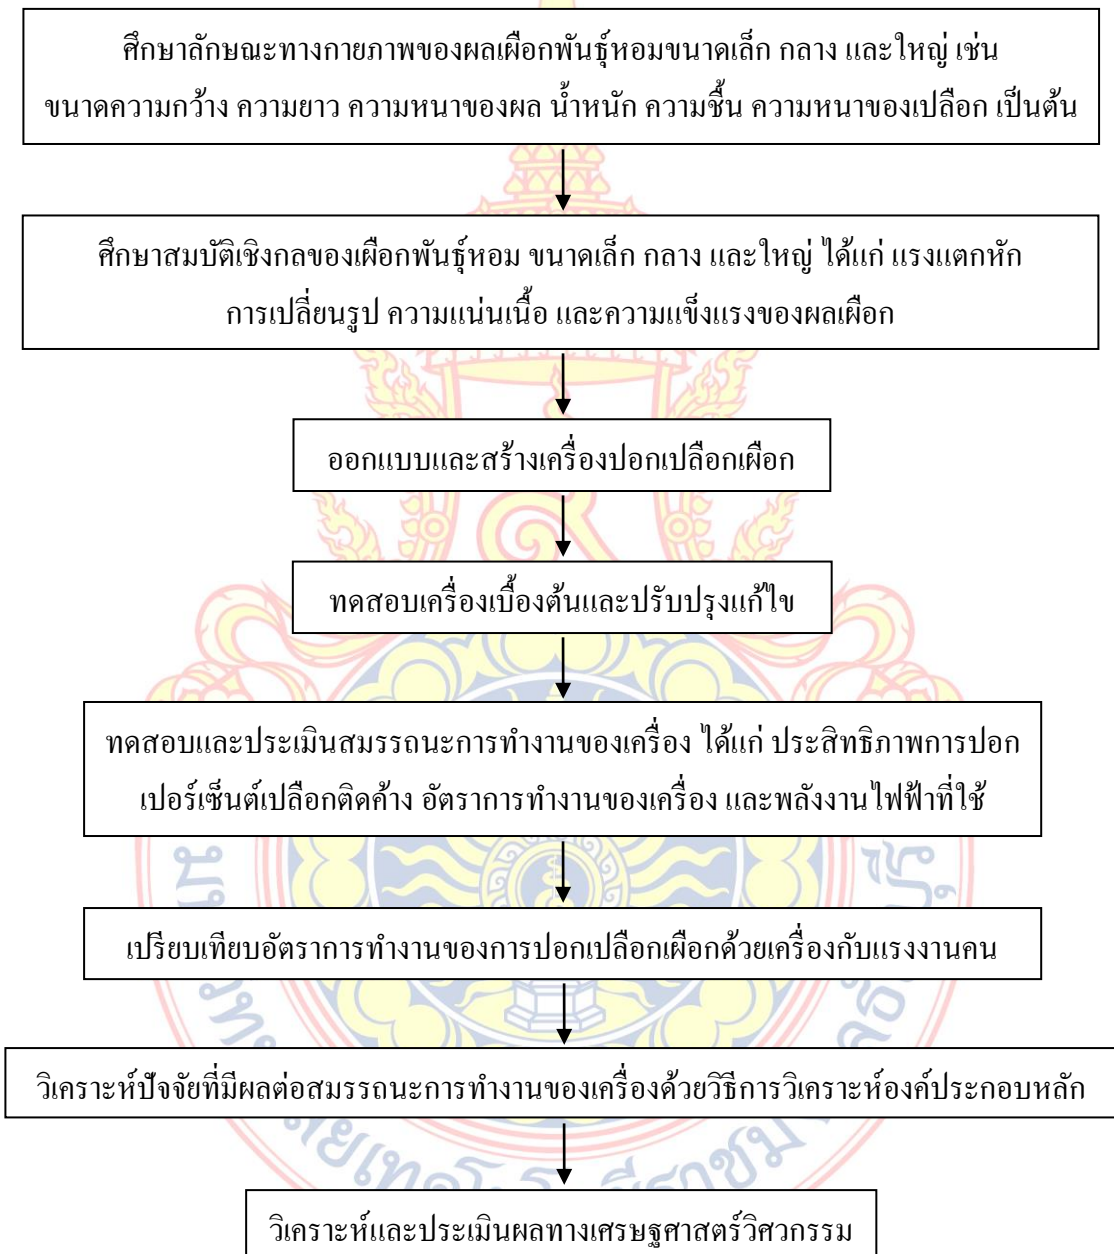 ศึกษาลักษณะทางกายภาพของผลเผือกพันธุ์หอมขนาดเล็ก กลาง และใหญ่ เช่น
ขนาดความกว้าง ความยาว ความหนาของผล น้ำหนัก ความชื้น ความหนาของเปลือก เป็นต้น
ศึกษาสมบัติเชิงกลของเผือกพันธุ์หอม ขนาดเล็ก กลาง และใหญ่ ได้แก่ แรงแตกหัก
การเปลี่ยนรูป ความแน่นเนื้อ และความแข็งแรงของผลเผือก
ออกแบบและสร้างเครื่องปอกเปลือกเผือก
ทดสอบเครื่องเบื้องต้นและปรับปรุงแก้ไข
ทดสอบและประเมินสมรรถนะการทำงานของเครื่อง ได้แก่ ประสิทธิภาพการปอก
เปอร์เซ็นต์เปลือกติดค้าง อัตราการทำงานของเครื่อง และพลังงานไฟฟ้าที่ใช้
เปรียบเทียบอัตราการทำงานของการปอกเปลือกเผือกด้วยเครื่องกับแรงงานคน
วิเคราะห์ปัจจัยที่มีผลต่อสมรรถนะการทำงานของเครื่องด้วยวิธีการวิเคราะห์องค์ประกอบหลัก
วิเคราะห์และประเมินผลทางเศรษฐศาสตร์วิศวกรรม